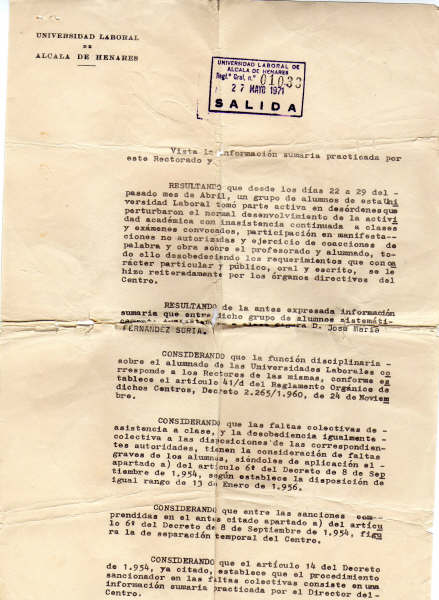 UNIVERSIDAD LABORAL
DE
ALCALA DE HENARES
UNIVERSIDAD LABORAL DE
ALCALA DE HENARES
Regl.º Gral. n.º 01033
27 MAYO 1971
SALIDA
Vista la información sumaria practicada por
este Rectorado y.
RESULTANDO que desde los días 22 a 29 del -
pasado mes de Abril, un grupo de alumnos de esta Uni
versidad Laboral tomó parte activa en desórdenes que
perturbaron el normal desenvolvimiento de la activi
dad académica con inasistencia continuada a clases
y exámenes convocados, participación en manifesta-
ciones no autorizadas y ejercicio de coacciones de
palabra y obra sobre el profesorado y alumnado, to-
do ello desobedeciendo los requerimientos que con ca
rácter particular y público, oral y escrito, se le
hizo reiteradamente por los órganos directivos del
Centro.
RESULTANDO de la antes expresada información
sumaria que entre dicho grupo de alumnos sistemáti-
D. José María
FERNANDEZ SORIA.
CONSIDERANDO que la función disciplinaria -
sobre el alumnado de las Universidades Laborales co
rresponde a los Rectores de las mismas, conforme es
tablece el artículo 41/d del Reglamento Orgánico de
dichos Centros, Decreto 2.265/1.960, de 24 de Noviem
bre.
CONSIDERANDO que las faltas colectivas de -
asistencia a clase, y la desobediencia igualmente -
colectiva a las disposiciones de las correspondien-
tes autoridades, tienen la consideración de faltas
graves de los alumnos, siéndoles de aplicación el -
apartado a) del artículo 6º del Decreto de 8 de Sep
tiembre de 1.954, según establece la disposición de
igual rango de 13 de Enero de 1.956.
CONSIDERANDO que entre las sanciones com-
prendidas en el antes citado apartado a) del artícu
lo 6º del Decreto de 8 de Septiembre de 1.954, figu
ra la de separación temporal del Centro.
CONSIDERANDO que el artículo 14 del Decreto
de 1.954, ya citado, establece que el procedimiento
sancionador en las faltas colectivas consiste en una
información sumaria practicada por el Director del-
Centro.